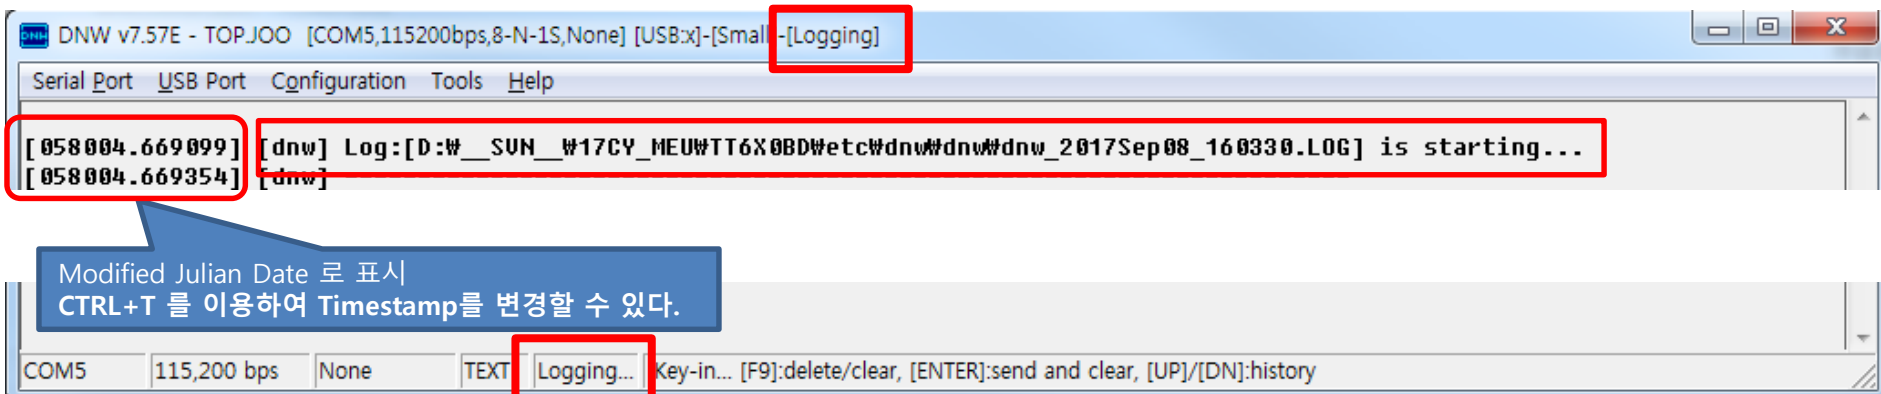 DNW v7.57E - TOP.JOO [COM5,115200bps,8-N-1S,None] [USB:x]-[Small]-[Logging]
Serial Port USB Port Configuration Tools Help
[058004.669099] [dnw] Log:[D:₩__SVN__₩17CY_MEU₩TT6X0BD₩etc₩dnw₩dnw₩dnw_2017Sep08_160330.LOG] is starting...
[058004.669354] [dnw] 
Modified Julian Date 로 표시
CTRL+T 를 이용하여 Timestamp를 변경할 수 있다.
COM5 115,200 bps None TEXT Logging... Key-in... [F9]:delete/clear, [ENTER]:send and clear, [UP]/[DN]:history